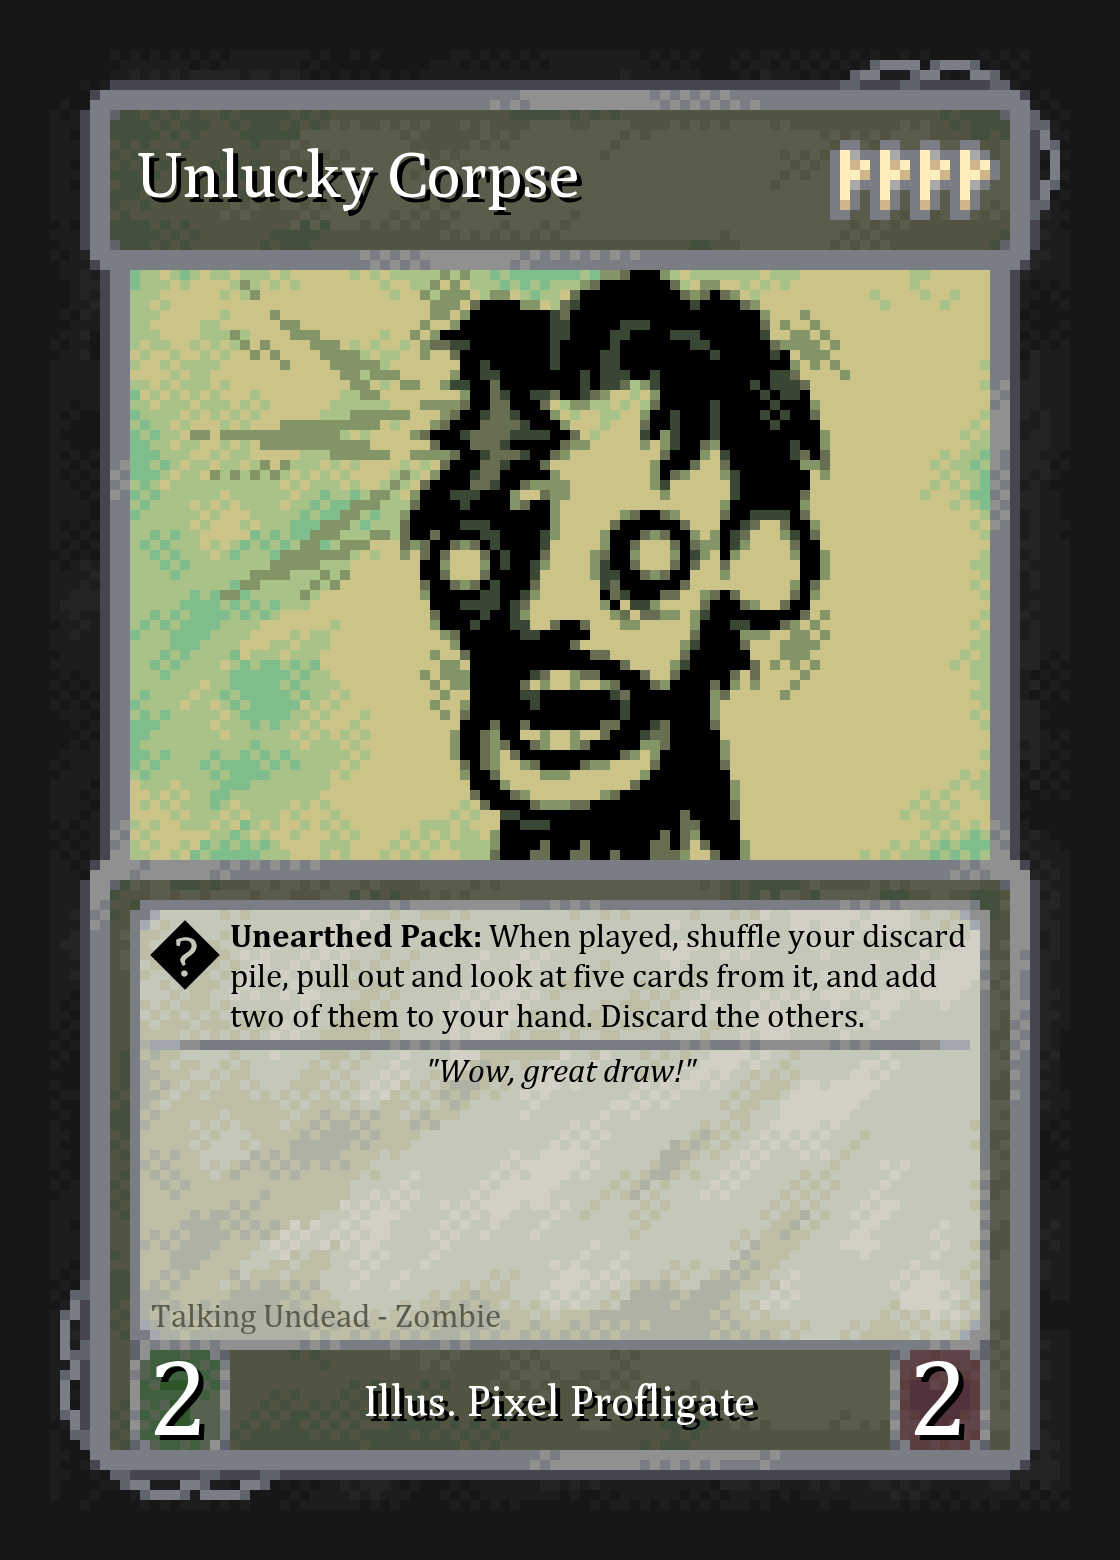 Unlucky Corpse
?
Unearthed Pack: When played, shuffle your discard
pile, pull out and look at five cards from it, and add
two of them to your hand. Discard the others.
"Wow, great draw!"
Talking Undead - Zombie
2
Illus. Pixel Profligate
2